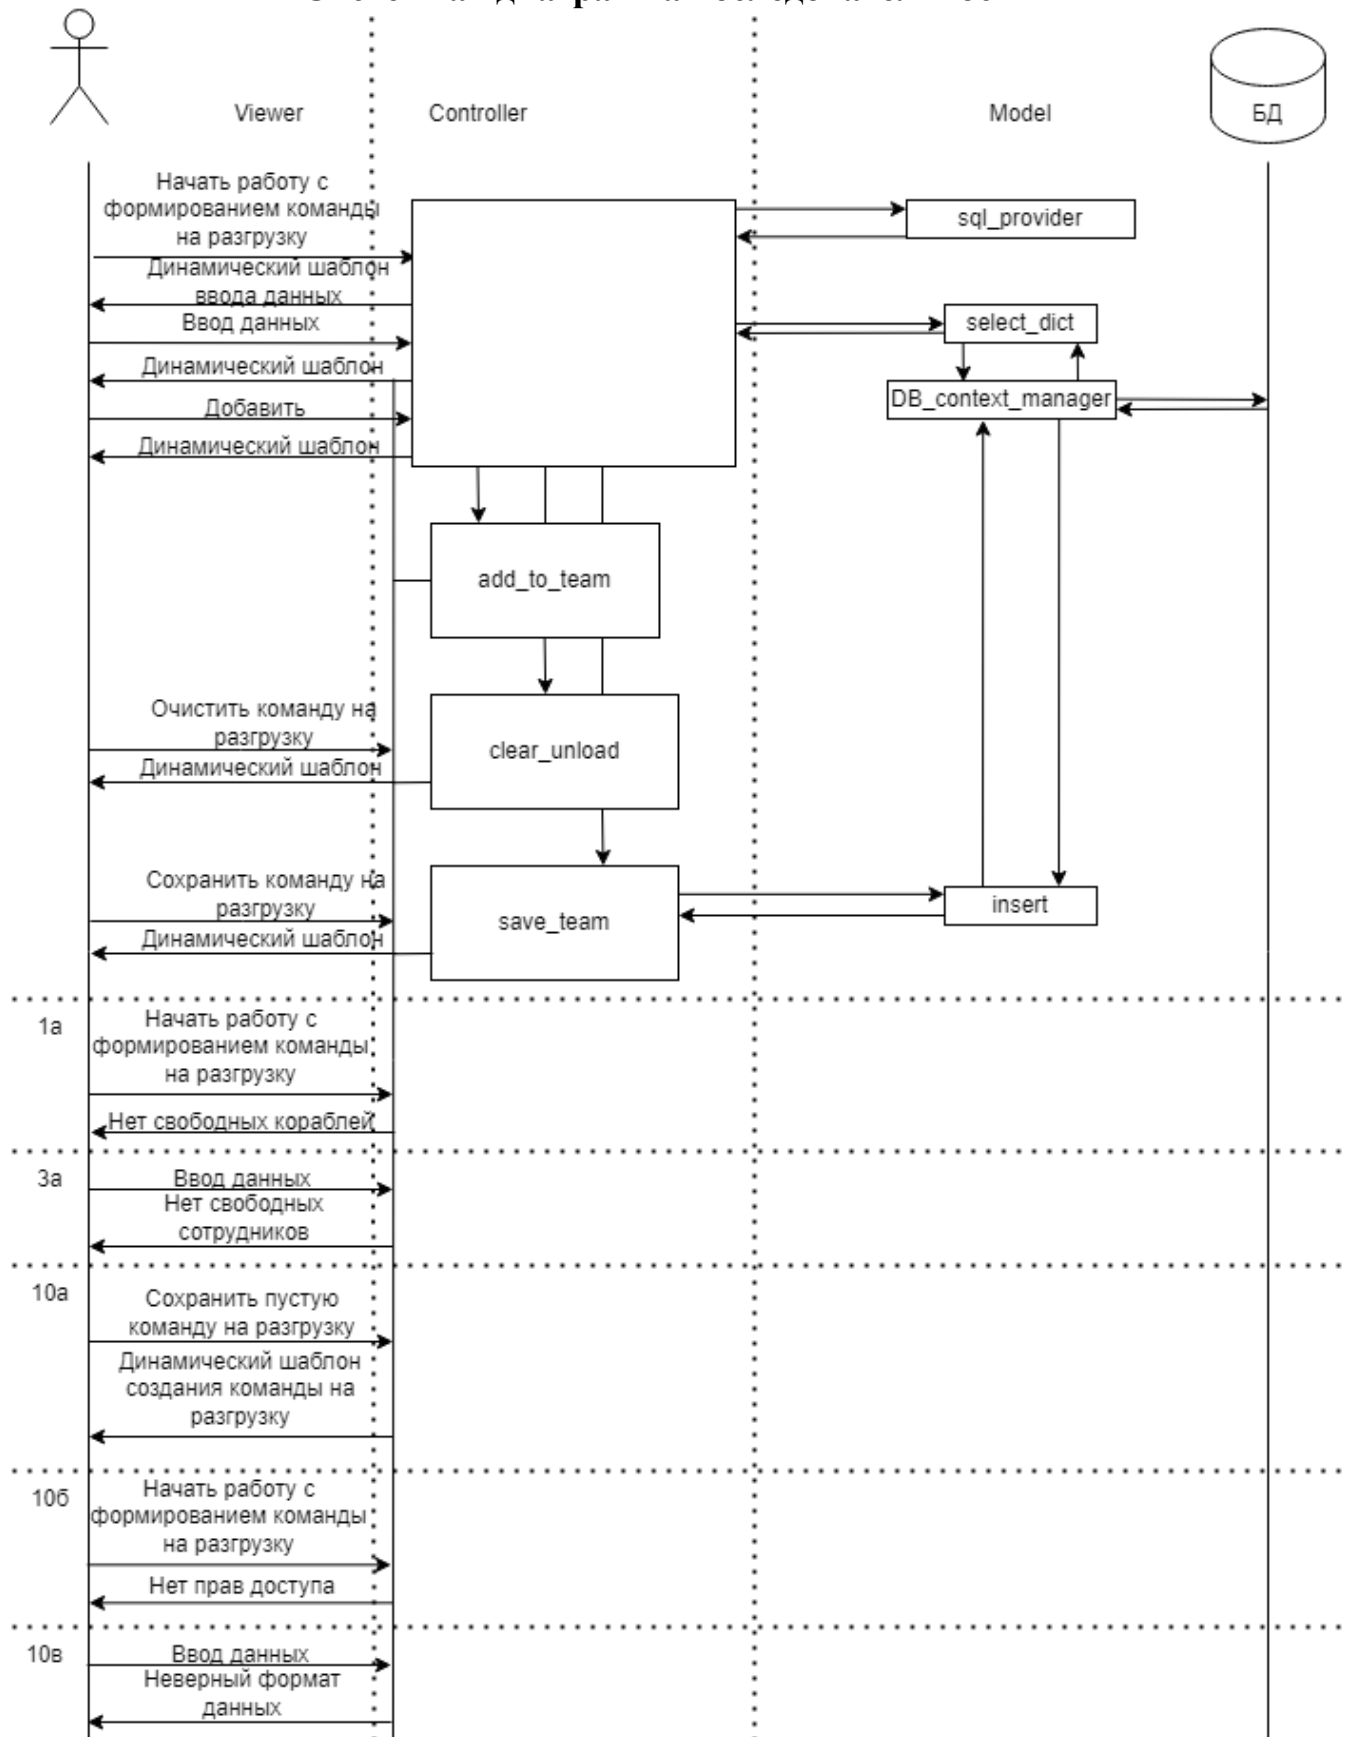 Viewer
Controller
Model
БД
Начать работу с
формированием команды
на разгрузку
sql_provider
Динамический шаблон
ввода данных
Ввод данных
select_dict
Динамический шаблон
DB_context_manager
Добавить
Динамический шаблон
add_to_team
Очистить команду на
разгрузку
clear_unload
Динамический шаблон
Сохранить команду на
разгрузку
save_team
insert
Динамический шаблон
1а
Начать работу с
формированием команды
на разгрузку
Нет свободных кораблей
3а
Ввод данных
Нет свободных
сотрудников
10а
Сохранить пустую
команду на разгрузку
Динамический шаблон
создания команды на
разгрузку
10б
Начать работу с
формированием команды
на разгрузку
Нет прав доступа
10в
Ввод данных
Неверный формат
данных